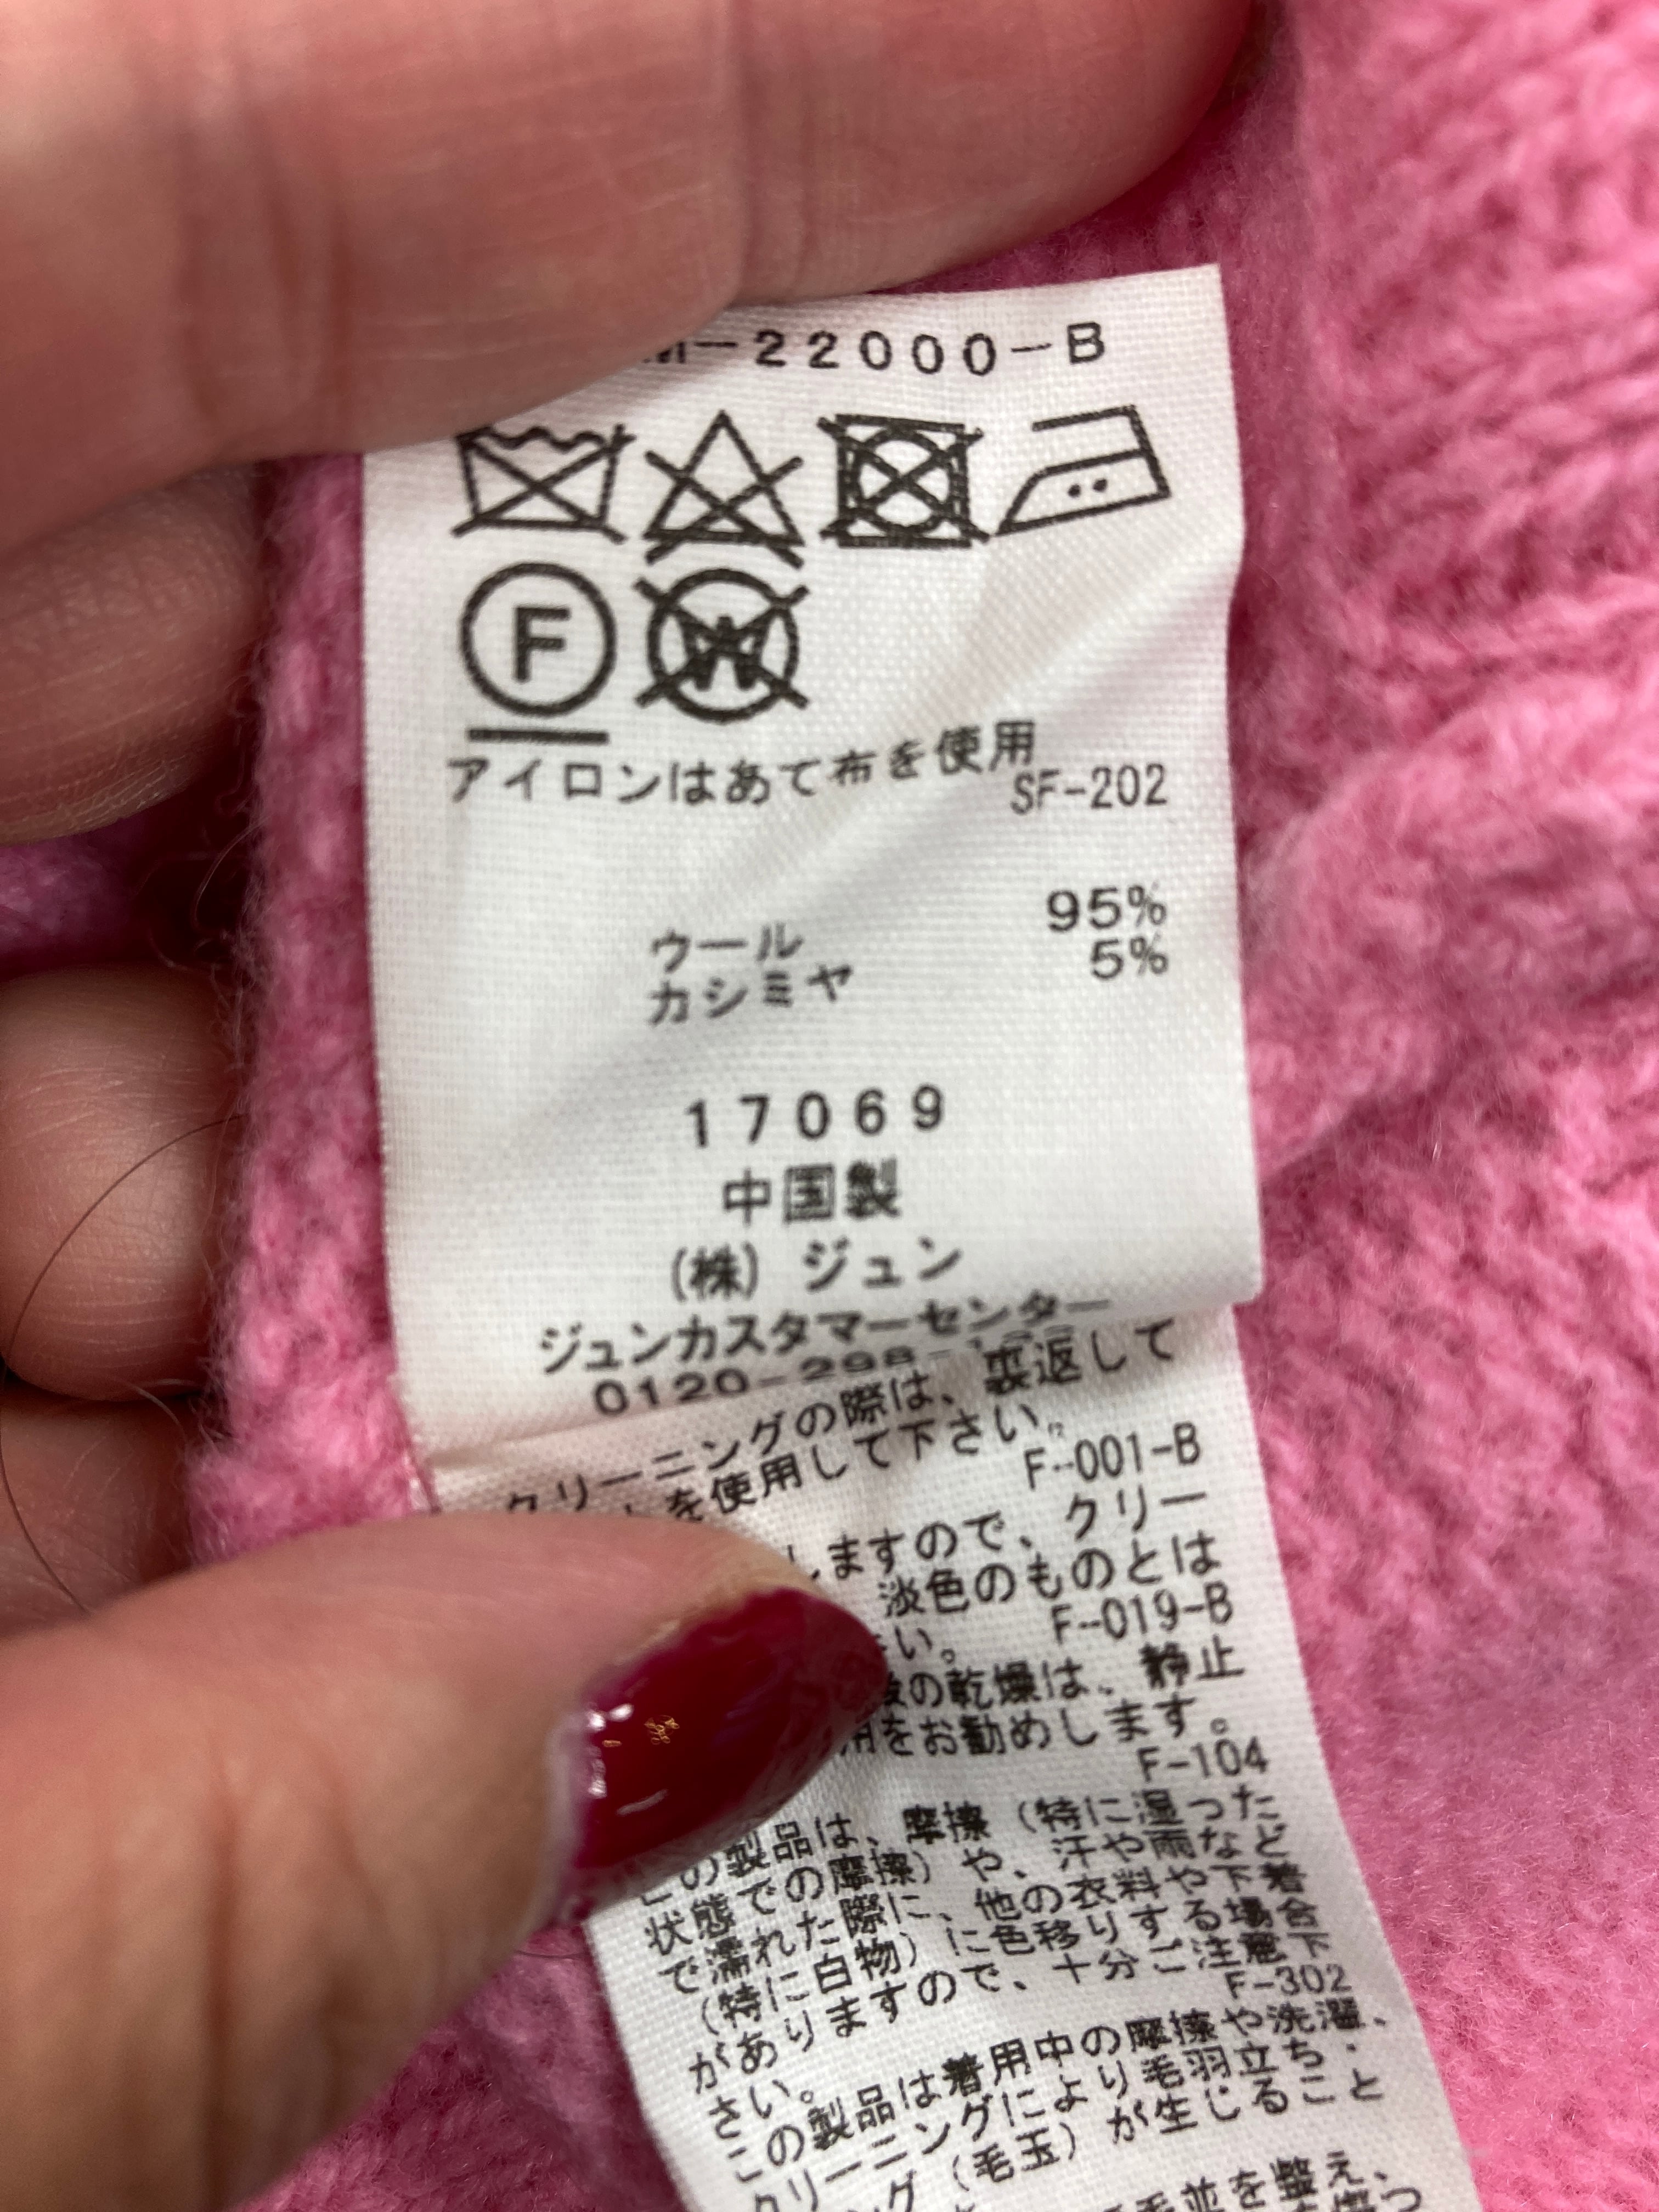 M-22000-B
F W
アイロンはあて布を使用
SF-202
ウール 95%
カシミヤ 5%
17069
中国製
(株) ジュン
ジュンカスタマーセンター
0120-298-
クリーニングの際は、裏返して
を使用して下さい。
F-001-B
しますので、クリー
淡色のものとは
い。 F-019-B
の乾燥は、静止
用をお勧めします。
F-104
この製品は、摩擦(特に湿った
状態での摩擦)や、汗や雨など
で濡れた際に、他の衣料や下着
(特に白物)に色移りする場合
がありますので、十分ご注意下
さい。 F-302
この製品は着用中の摩擦や洗濯、
クリーニングにより毛羽立ち・
グ(毛玉)が生じること
毛並を整え、